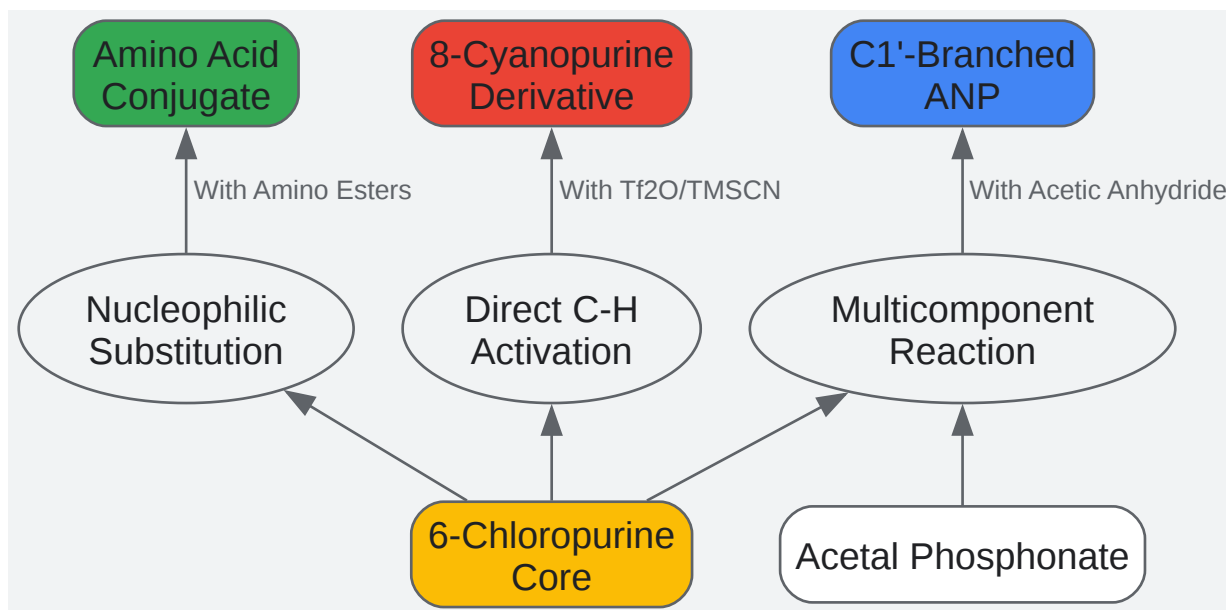 Amino Acid
Conjugate
8-Cyanopurine
Derivative
C1'-Branched
ANP
With Amino Esters
With Tf2O/TMSCN
With Acetic Anhydride
Nucleophilic
Substitution
Direct C-H
Activation
Multicomponent
Reaction
6-Chloropurine
Core
Acetal Phosphonate